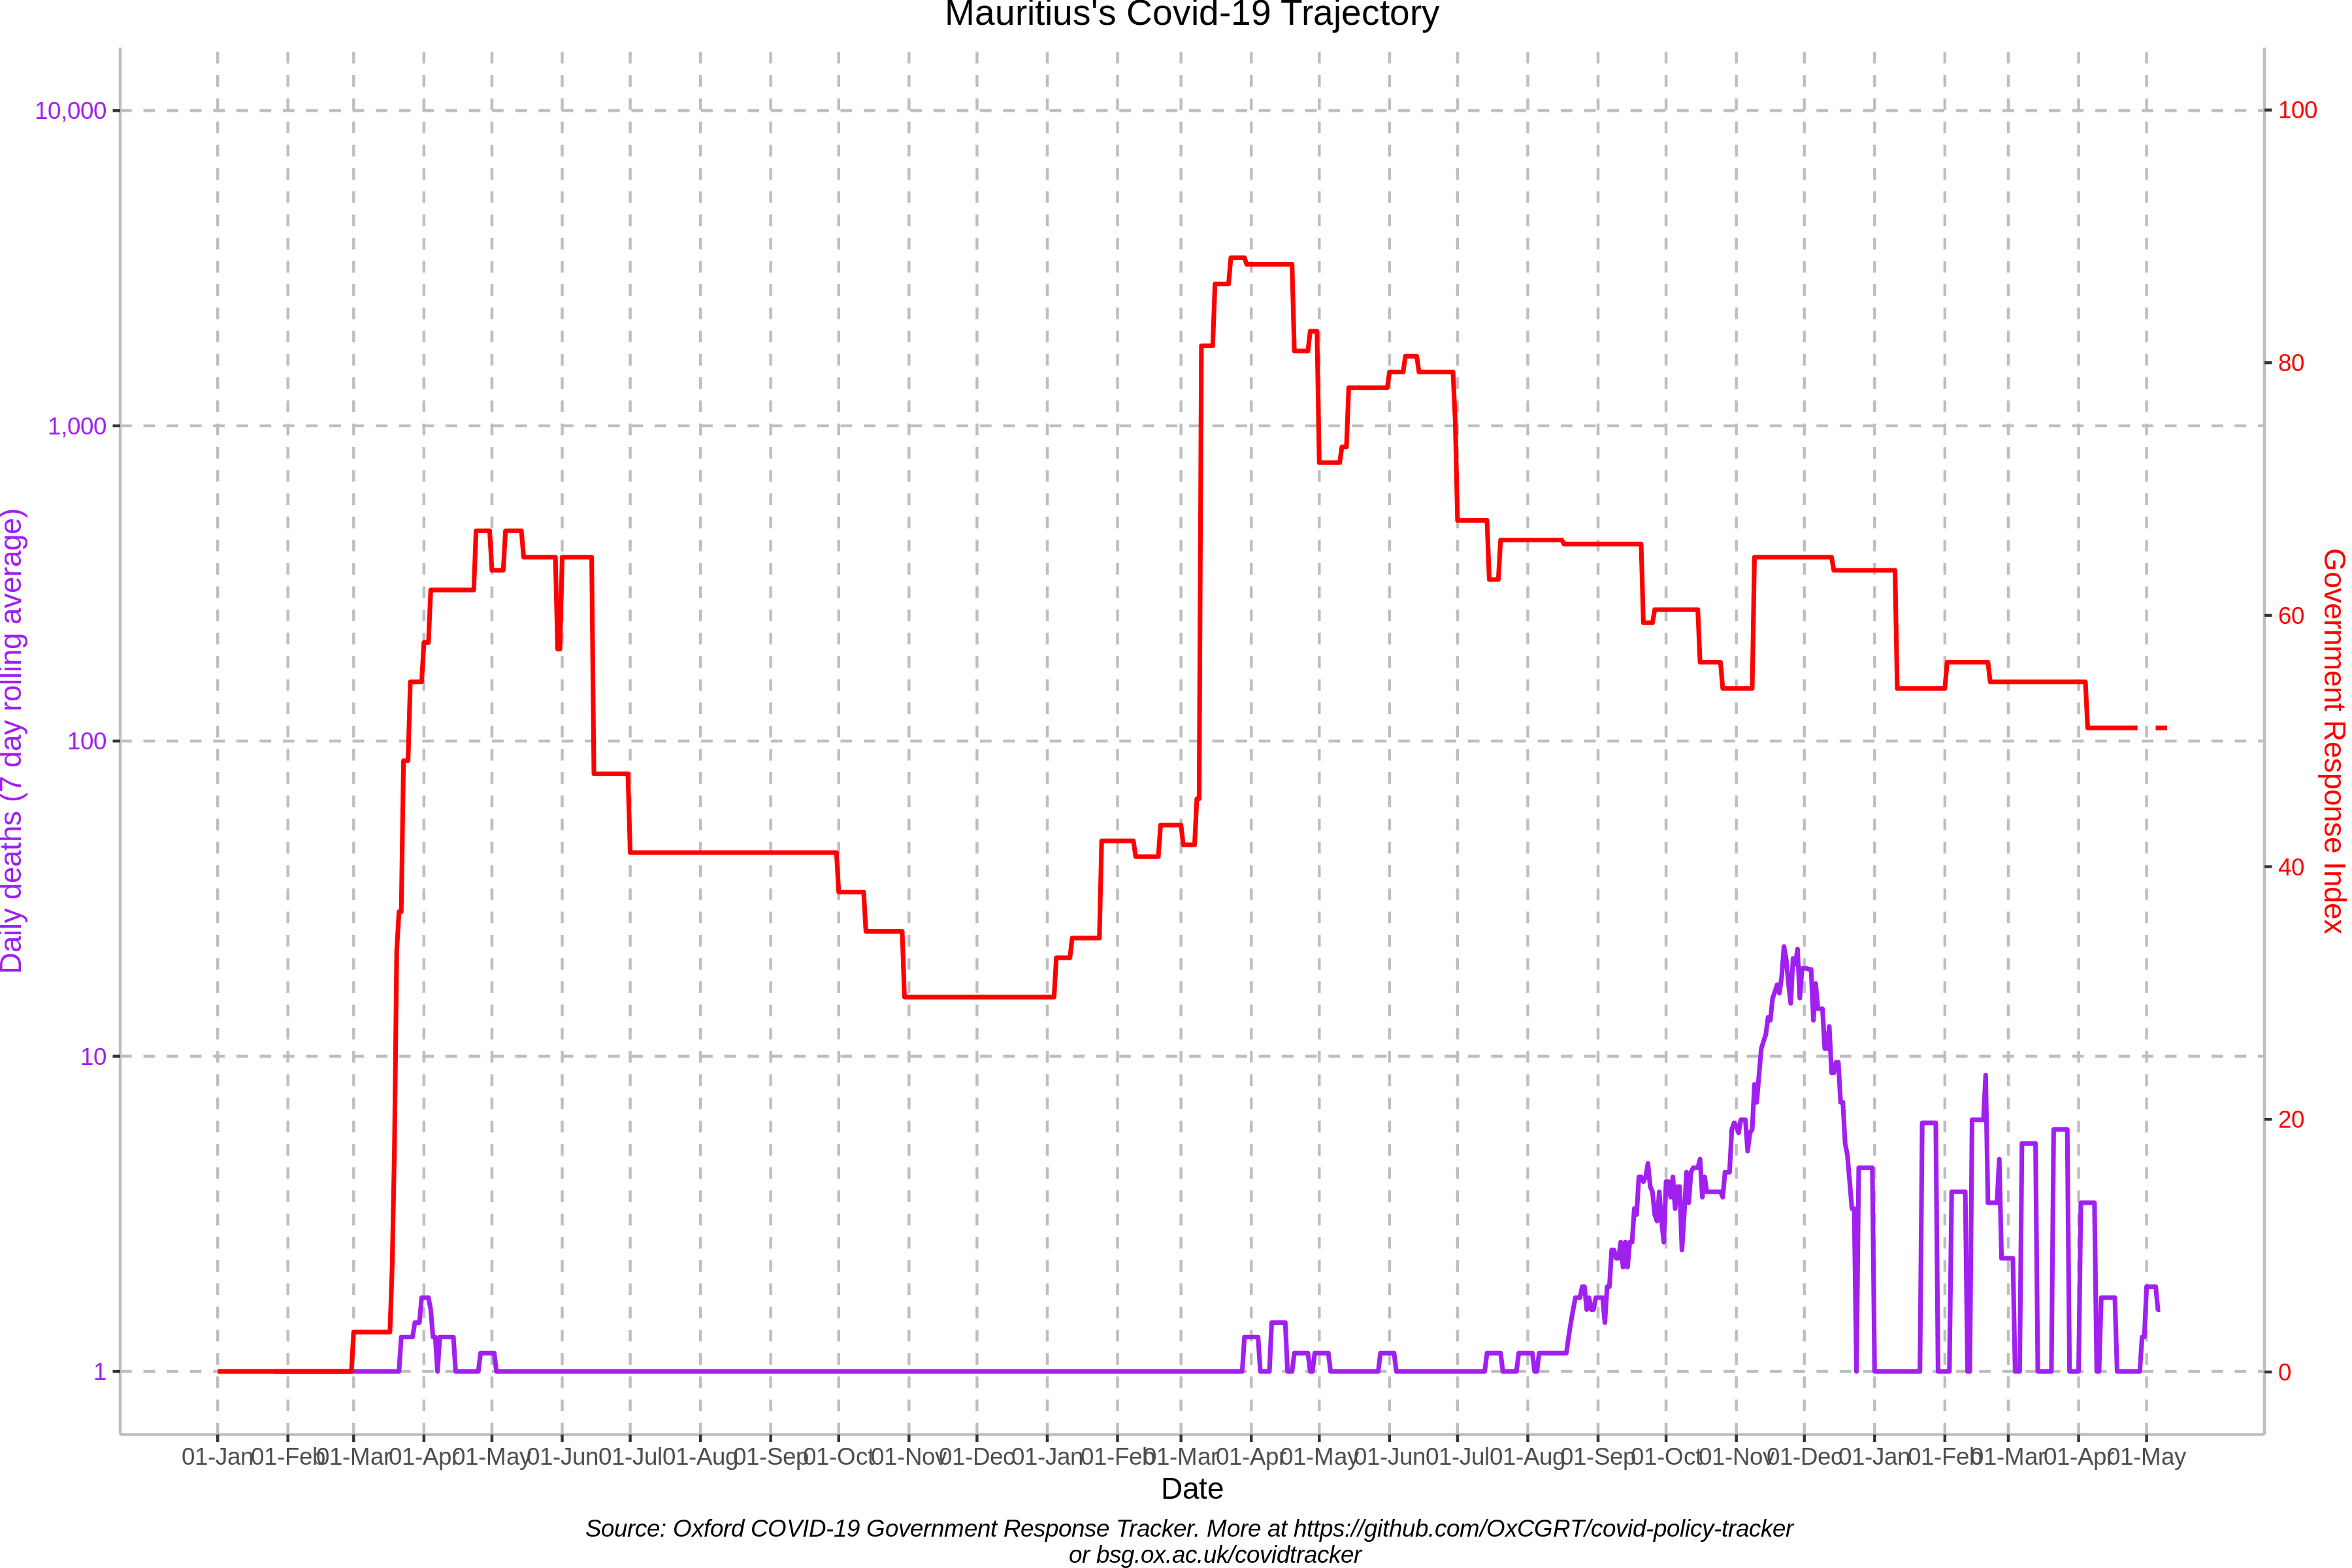 Mauritius's Covid-19 Trajectory
10,000
1,000
100
10
1
Daily deaths (7 day rolling average)
100
80
60
40
20
0
Government Response Index
01-Jan 01-Feb 01-Mar 01-Apr 01-May 01-Jun 01-Jul 01-Aug 01-Sep 01-Oct 01-Nov 01-Dec 01-Jan 01-Feb 01-Mar 01-Apr 01-May 01-Jun 01-Jul 01-Aug 01-Sep 01-Oct 01-Nov 01-Dec 01-Jan 01-Feb 01-Mar 01-Apr 01-May
Date
Source: Oxford COVID-19 Government Response Tracker. More at https://github.com/OxCGRT/covid-policy-tracker
or bsg.ox.ac.uk/covidtracker